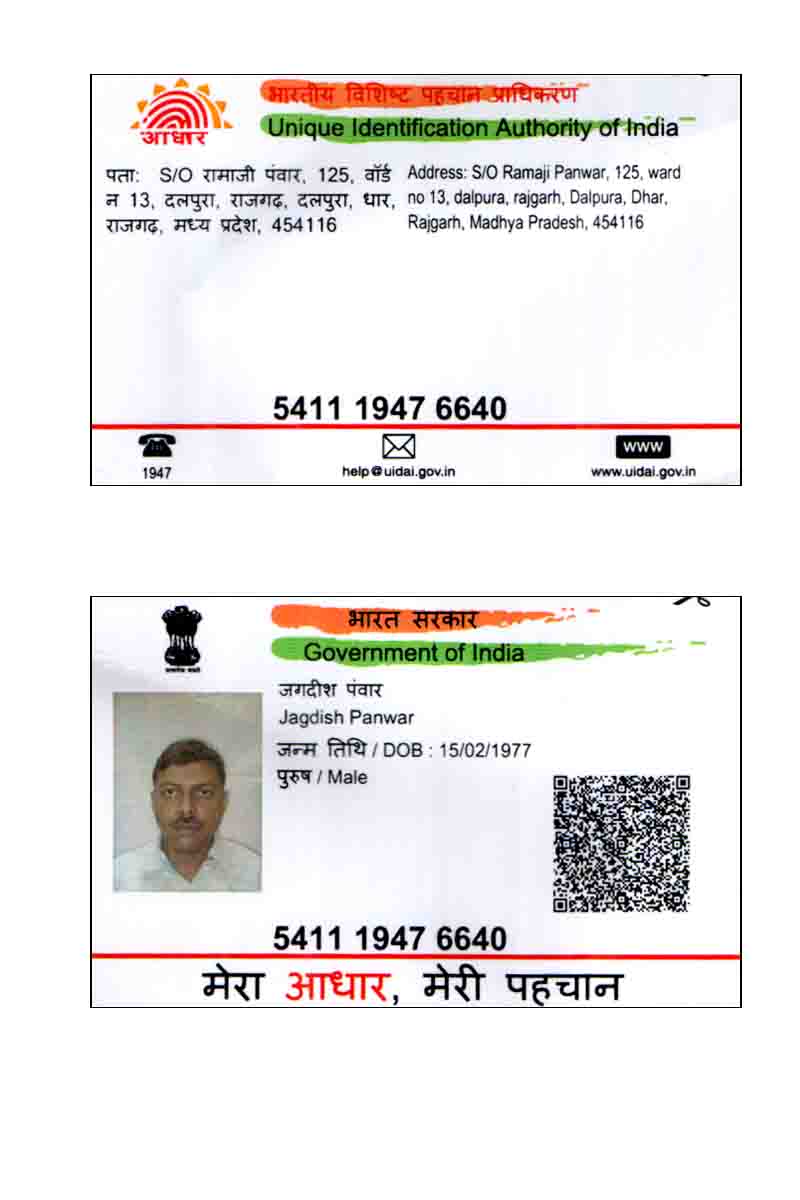 भारतीय विशिष्ट पहचान प्राधिकरण
Unique Identification Authority of India
आधार
पता: S/O रामाजी पंवार, 125, वॉर्ड
न 13, दलपुरा, राजगढ़, दलपुरा, धार,
राजगढ़, मध्य प्रदेश, 454116
Address: S/O Ramaji Panwar, 125, ward
no 13, dalpura, rajgarh, Dalpura, Dhar,
Rajgarh, Madhya Pradesh, 454116
5411 1947 6640
1947
help@uidai.gov.in
www
www.uidai.gov.in
भारत सरकार
Government of India
जगदीश पंवार
Jagdish Panwar
जन्म तिथि / DOB : 15/02/1977
पुरुष / Male
5411 1947 6640
मेरा आधार, मेरी पहचान